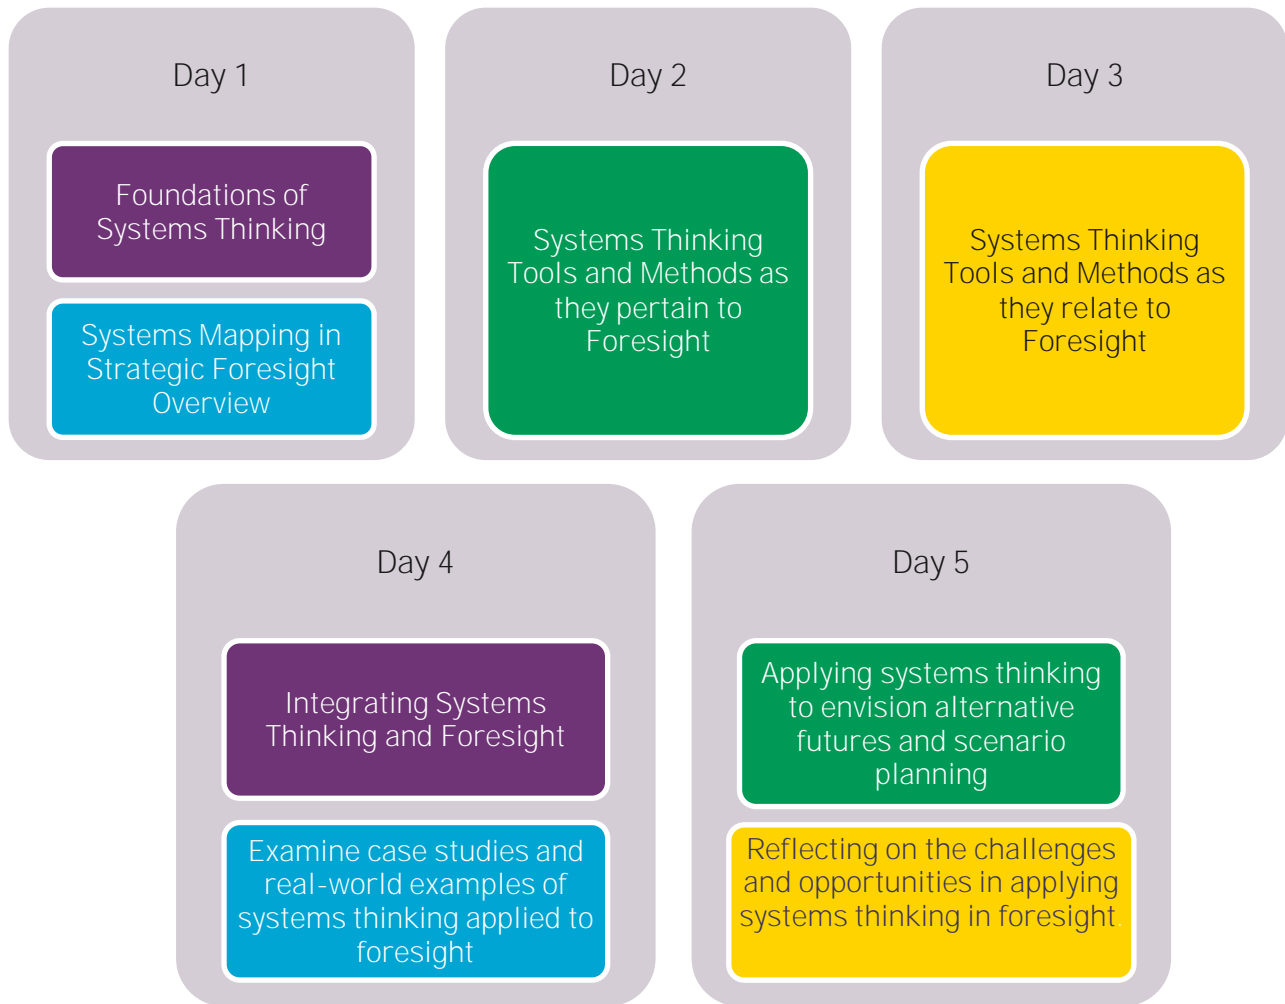 Day 1
Foundations of
Systems Thinking
Systems Mapping in
Strategic Foresight
Overview
Day 2
Systems Thinking
Tools and Methods as
they pertain to
Foresight
Day 3
Systems Thinking
Tools and Methods as
they relate to
Foresight
Day 4
Integrating Systems
Thinking and Foresight
Examine case studies and
real-world examples of
systems thinking applied to
foresight
Day 5
Applying systems thinking
to envision alternative
futures and scenario
planning
Reflecting on the challenges
and opportunities in applying
systems thinking in foresight.